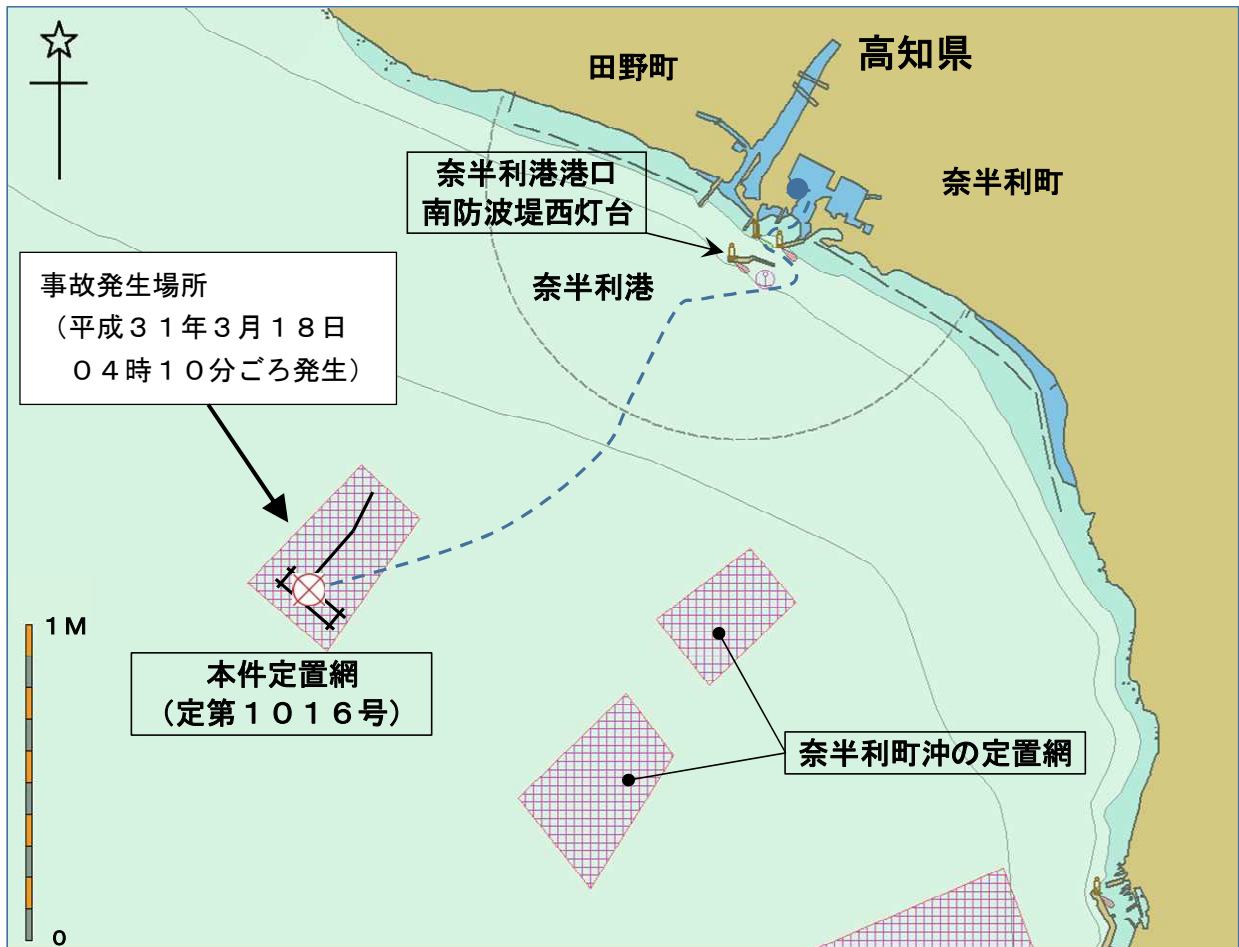 高知県
田野町
奈半利町
奈半利港港口
南防波堤西灯台
奈半利港
事故発生場所
(平成31年3月18日
04時10分ごろ発生)
本件定置網
(定第1016号)
奈半利町沖の定置網
1M
0